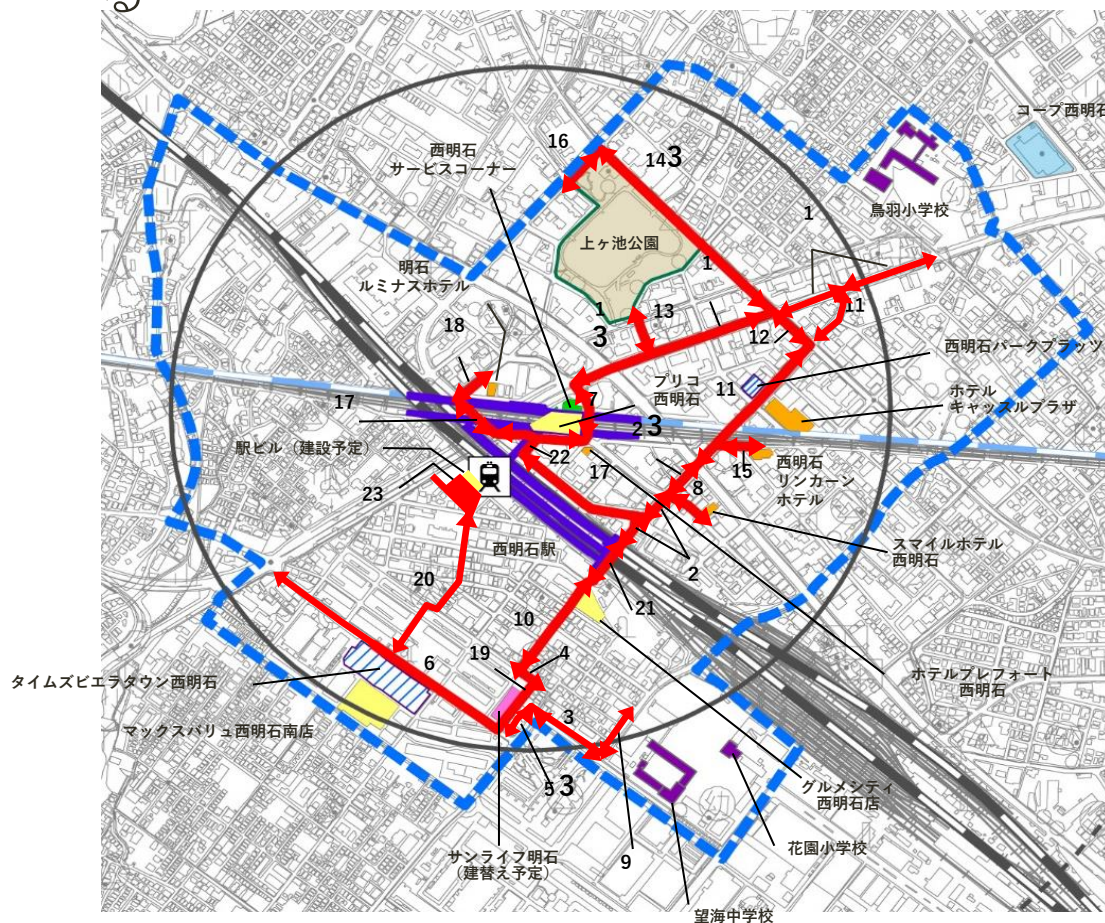 コープ西明石
16
西明石
サービスコーナー
14 3
1
鳥羽小学校
上ヶ池公園
明石
ルミナスホテル
1
11
1
3
13
12
西明石パークプラッツ
18
プリコ
西明石
11
ホテル
キャッスルプラザ
7
17
2 3
駅ビル（建設予定）
22
17
8
15
西明石
リンカーン
ホテル
23
スマイルホテル
西明石
西明石駅
2
20
21
10
19
4
6
ホテルブレフォート
西明石
タイムズビエラタウン西明石
3
マックスバリュ西明石南店
5 3
グルメシティ
西明石店
花園小学校
サンライフ明石
（建替え予定）
9
望海中学校